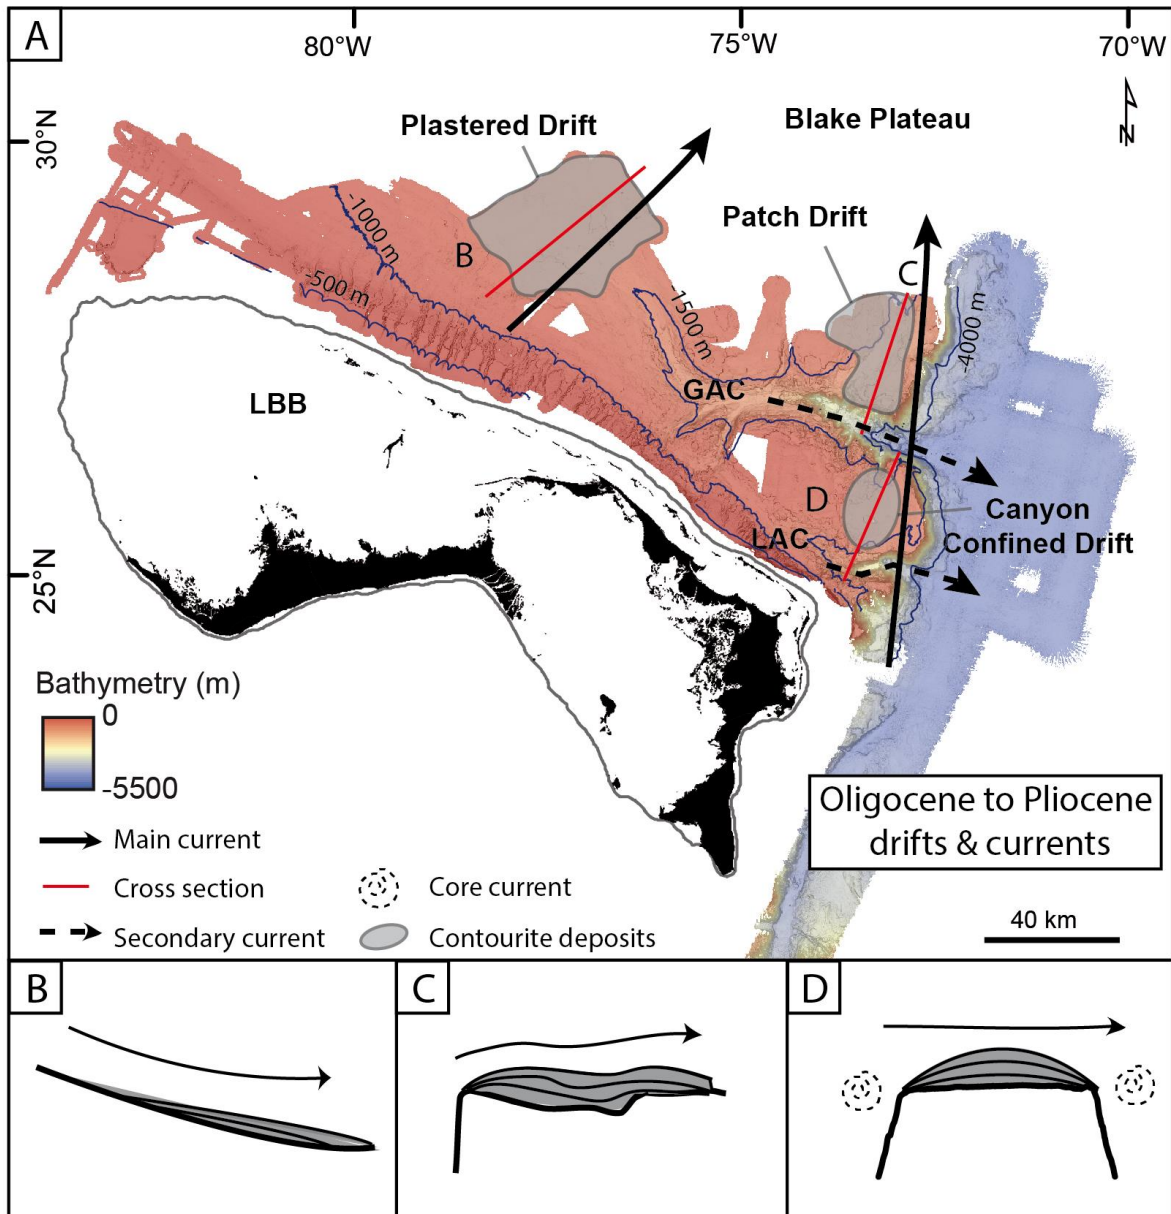 A
80°W
75°W
70°W
30°N
25°N
N
Plastered Drift
Blake Plateau
Patch Drift
-1000 m
-500 m
-1500 m
-4000 m
B
C
D
GAC
LBB
LAC
Canyon
Confined Drift
Bathymetry (m)
0
-5500
Main current
Cross section
Secondary current
Core current
Contourite deposits
Oligocene to Pliocene
drifts & currents
40 km
B
C
D